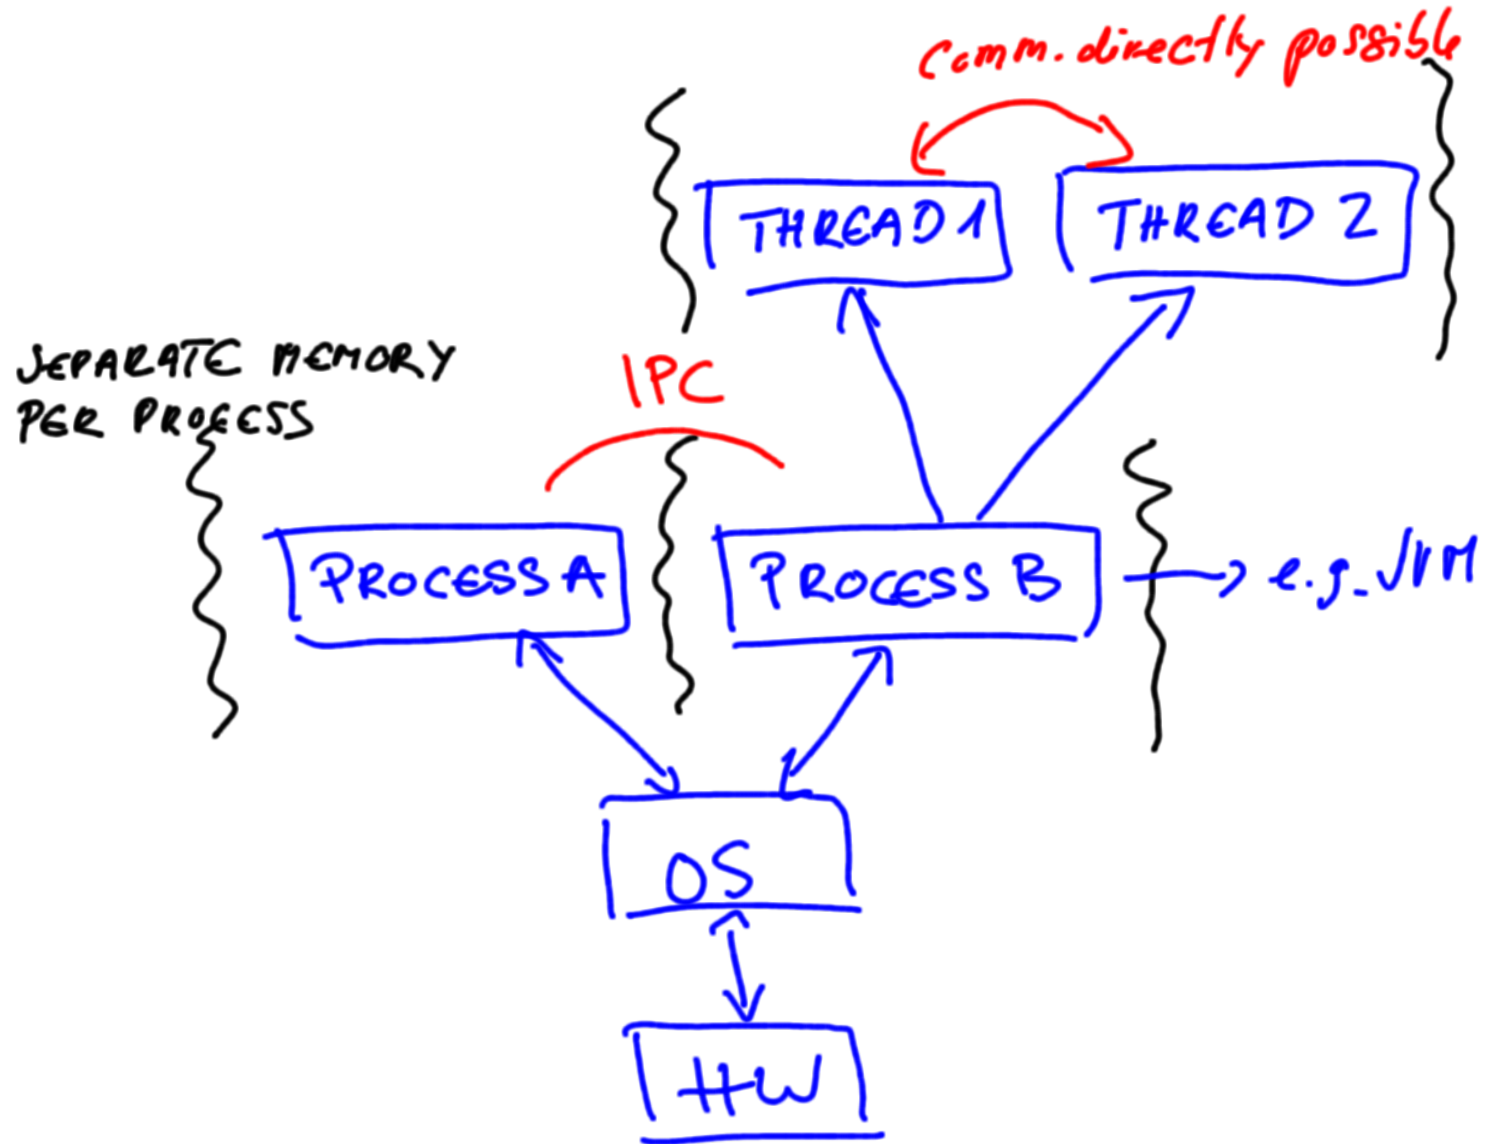 comm. directly possible
THREAD 1
THREAD 2
SEPARATE MEMORY
PER PROCESS
IPC
PROCESS A
PROCESS B
e.g. JVM
OS
HW